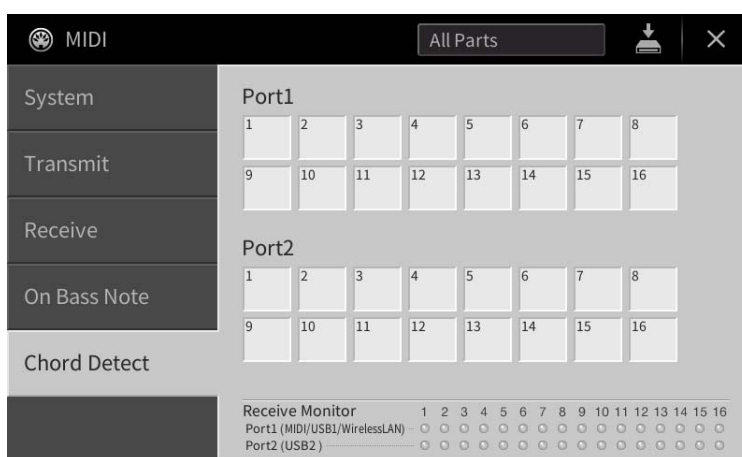 MIDI
All Parts
System
Transmit
Receive
On Bass Note
Chord Detect
Port1
1 2 3 4 5 6 7 8
9 10 11 12 13 14 15 16
Port2
1 2 3 4 5 6 7 8
9 10 11 12 13 14 15 16
Receive Monitor 1 2 3 4 5 6 7 8 9 10 11 12 13 14 15 16
Port1 (MIDI/USB1/WirelessLAN)
Port2 (USB2)